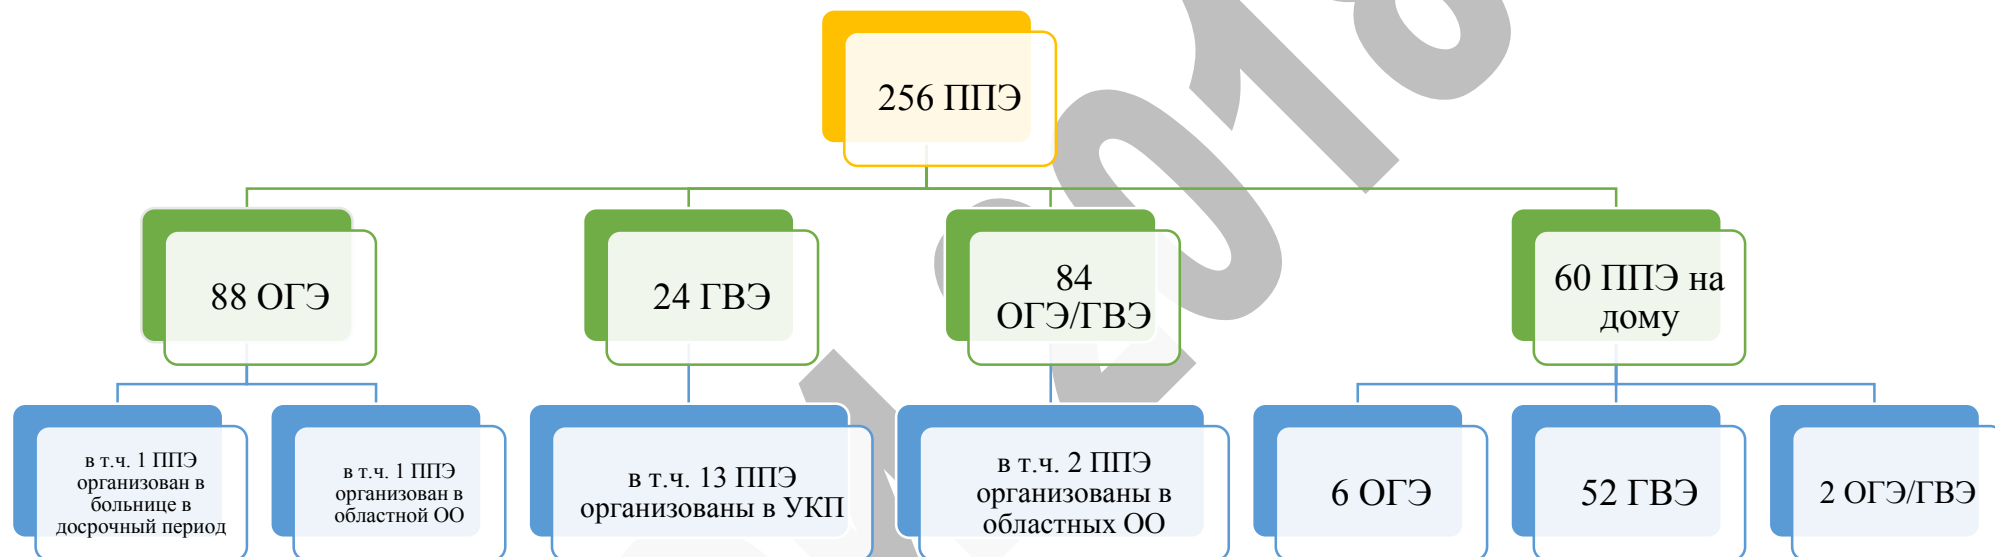 256 ППЭ
88 ОГЭ
24 ГВЭ
84
ОГЭ/ГВЭ
60 ППЭ на
дому
в т.ч. 1 ППЭ
организован в
больнице в
досрочный период
в т.ч. 1 ППЭ
организован в
областной ОО
в т.ч. 13 ППЭ
организованы в УКП
в т.ч. 2 ППЭ
организованы в
областных ОО
6 ОГЭ
52 ГВЭ
2 ОГЭ/ГВЭ